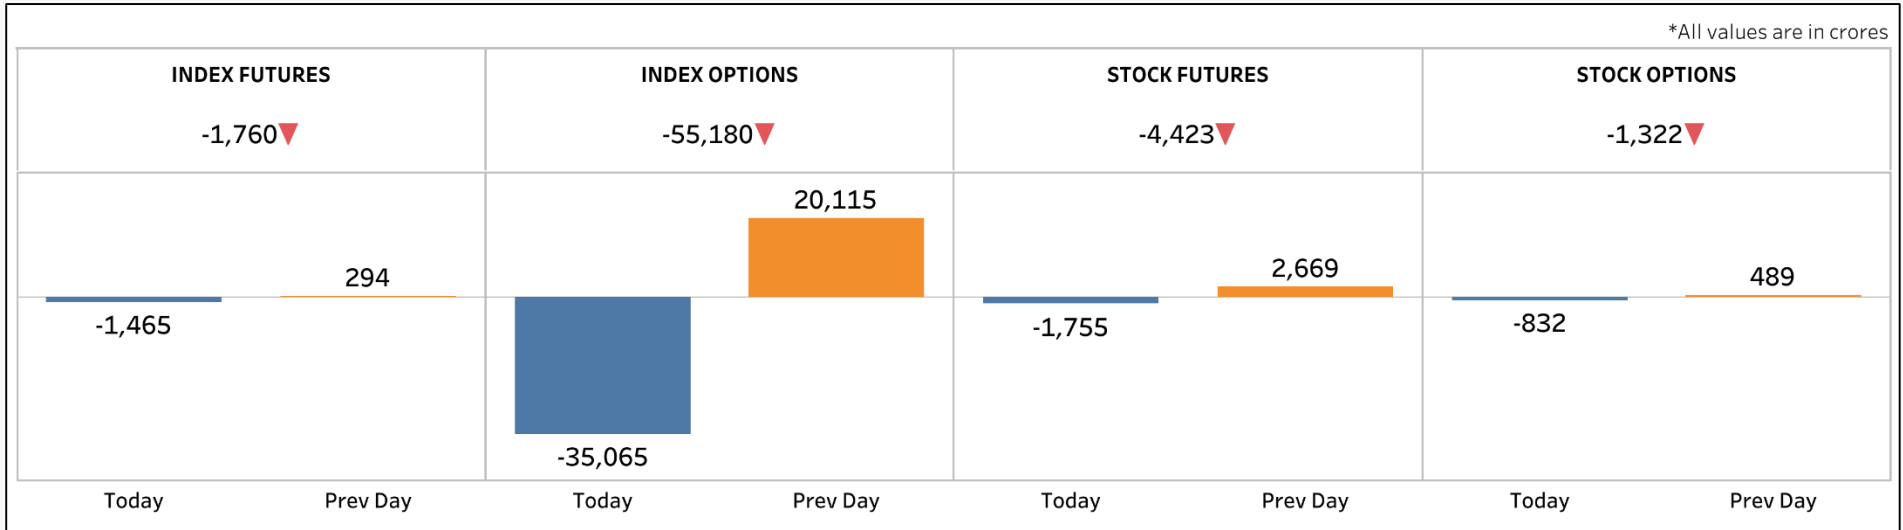 *All values are in crores
INDEX FUTURES
INDEX OPTIONS
STOCK FUTURES
STOCK OPTIONS
-1,760▼
-55,180▼
-4,423▼
-1,322▼
294
-1,465
20,115
-35,065
2,669
-1,755
489
-832
Today Prev Day Today Prev Day Today Prev Day Today Prev Day